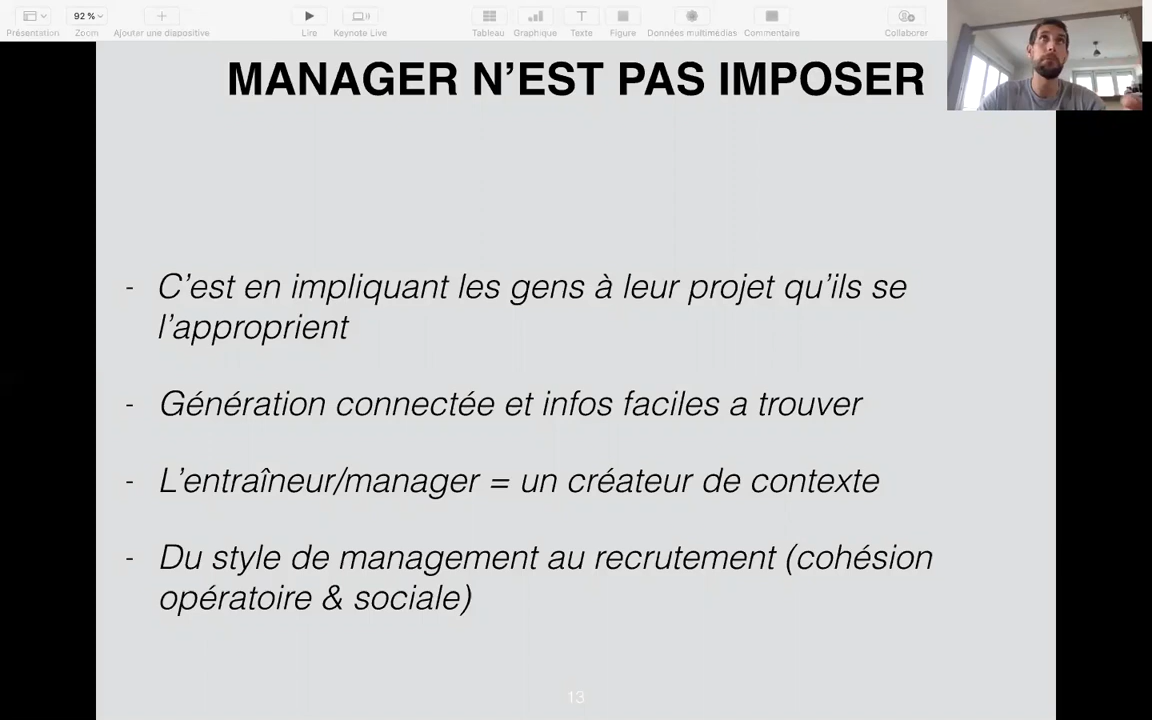 92 %
Présentation
Zoom
Ajouter une diapositive
Lire
Keynote Live
Tableau
Graphique
Texte
Figure
Données multimédias
Commentaire
Collaborer
MANAGER N’EST PAS IMPOSER
- C’est en impliquant les gens à leur projet qu’ils se
l’approprient
- Génération connectée et infos faciles a trouver
- L’entraîneur/manager = un créateur de contexte
- Du style de management au recrutement (cohésion
opératoire & sociale)
13